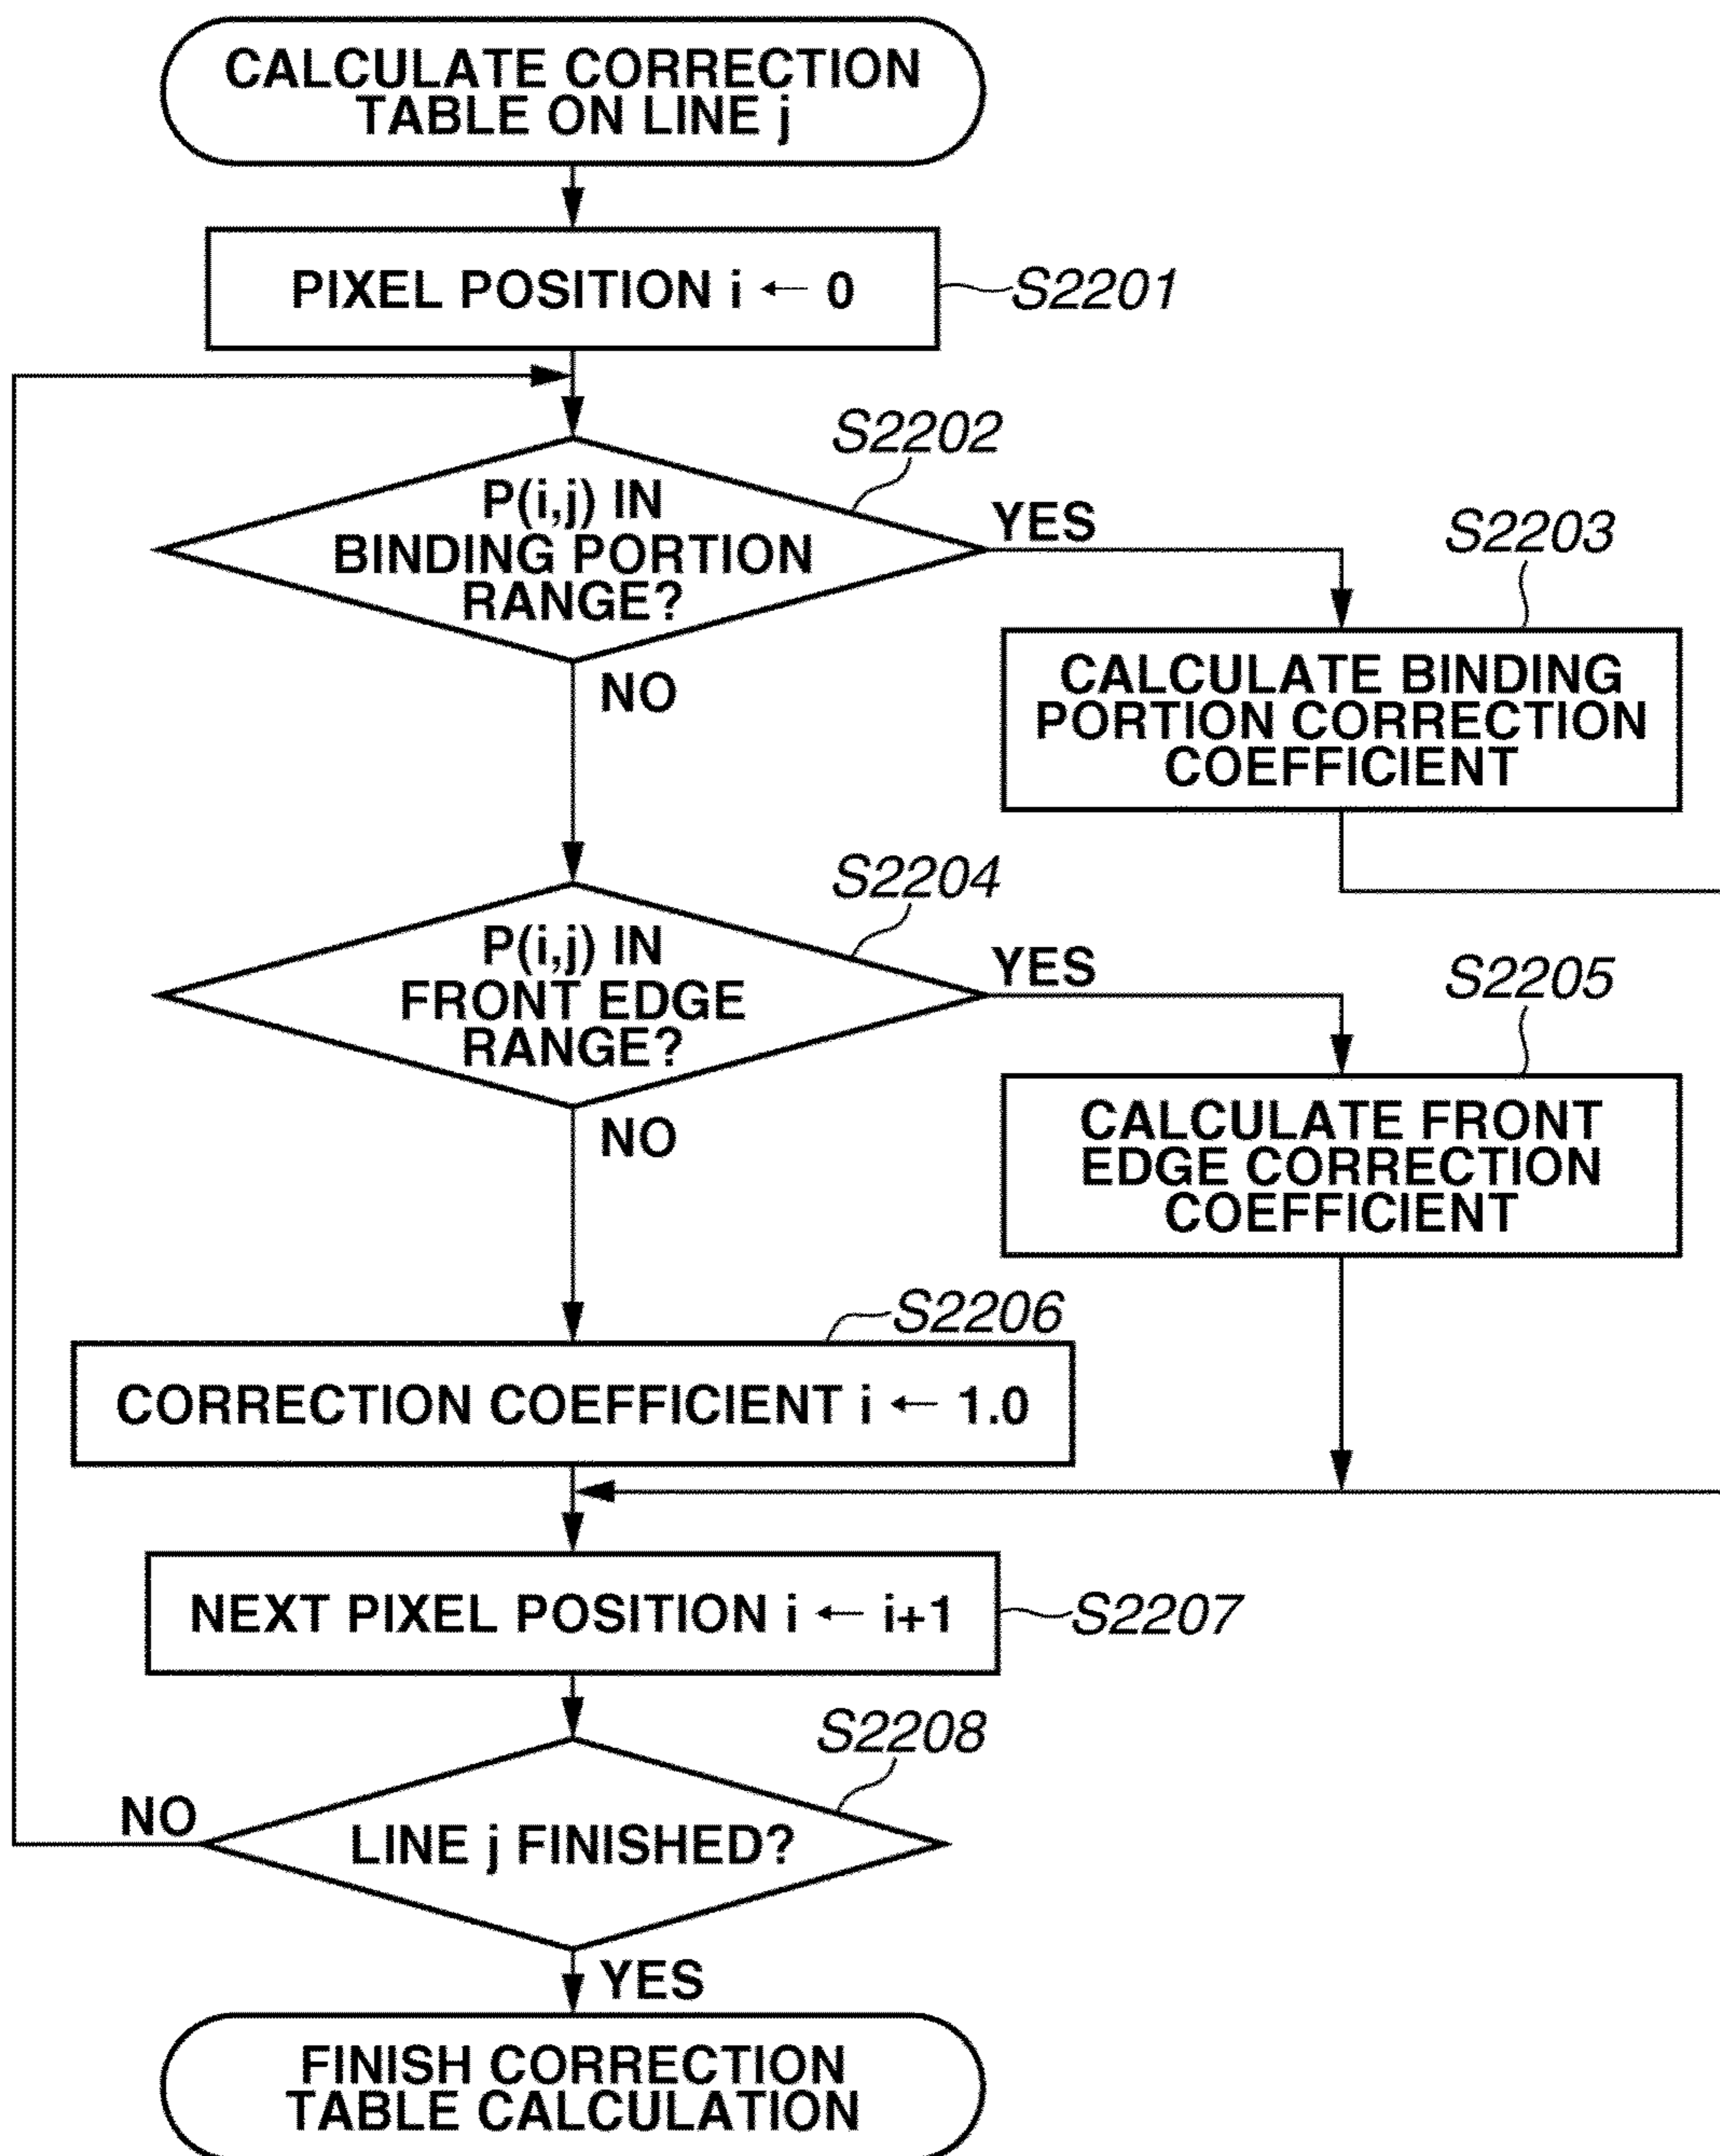 CALCULATE CORRECTION
TABLE ON LINE j
PIXEL POSITION i ← 0
S2201
S2202
P(i,j) IN
BINDING PORTION
RANGE?
YES
NO
S2203
CALCULATE BINDING
PORTION CORRECTION
COEFFICIENT
S2204
P(i,j) IN
FRONT EDGE
RANGE?
YES
NO
S2205
CALCULATE FRONT
EDGE CORRECTION
COEFFICIENT
S2206
CORRECTION COEFFICIENT i ← 1.0
NEXT PIXEL POSITION i ← i+1
S2207
S2208
NO
LINE j FINISHED?
YES
FINISH CORRECTION
TABLE CALCULATION